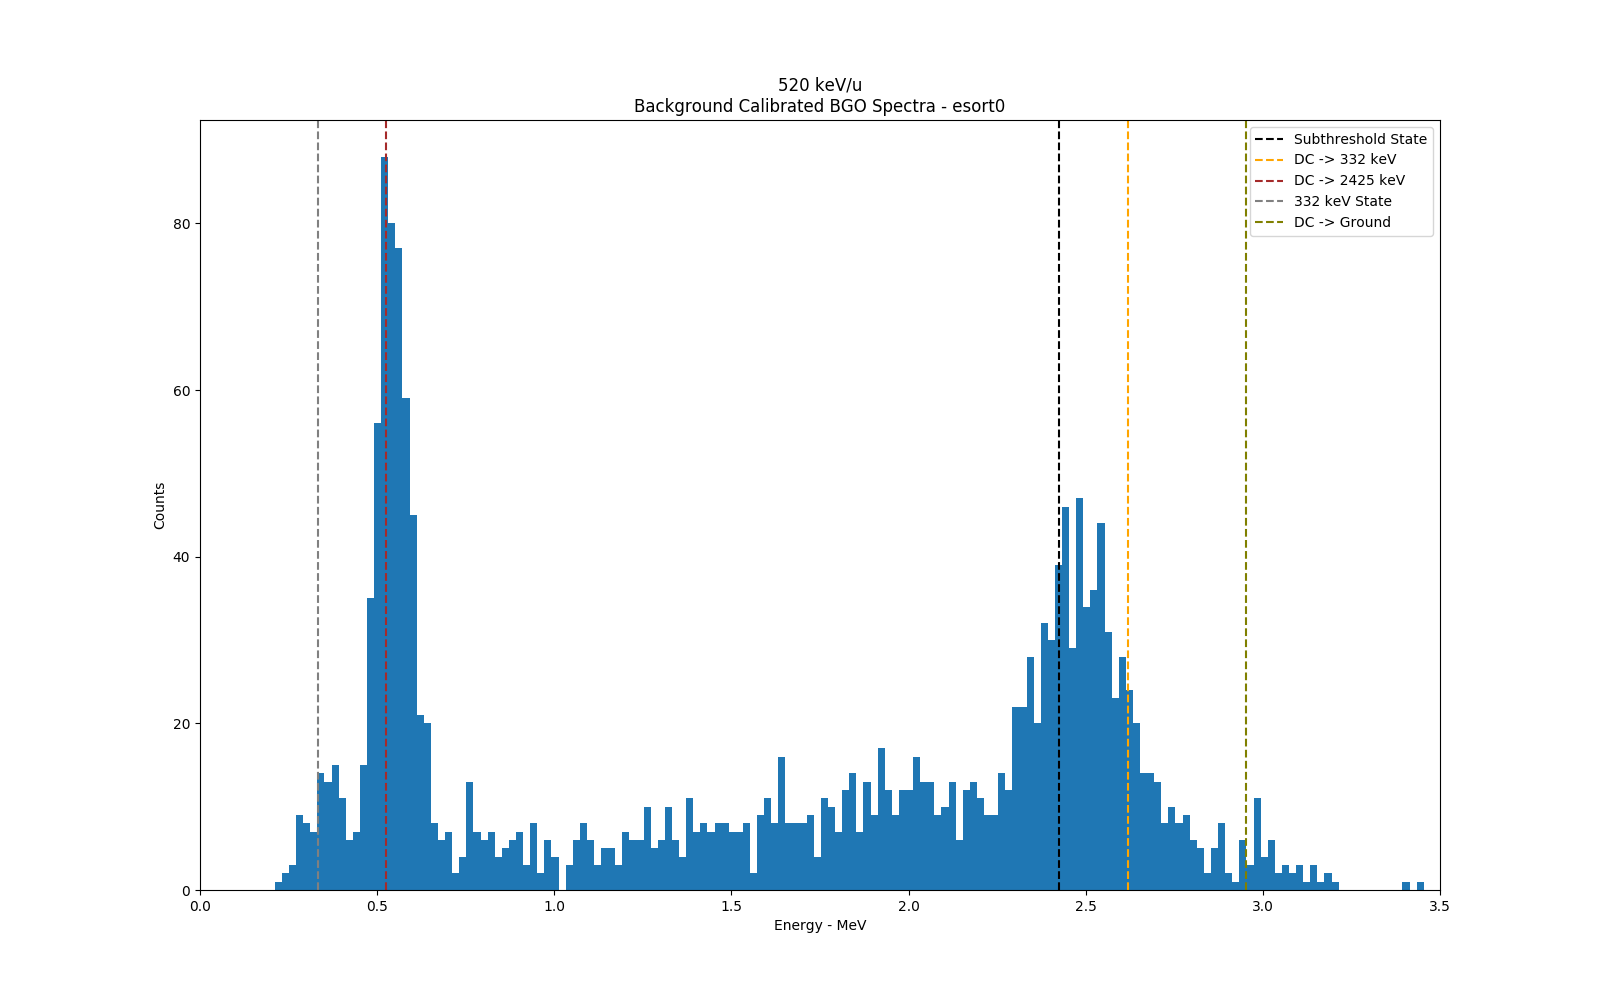 520 keV/u
Background Calibrated BGO Spectra - esort0
Subthreshold State
DC -> 332 keV
DC -> 2425 keV
332 keV State
DC -> Ground
80
60
40
20
0
Counts
0.0 0.5 1.0 1.5 2.0 2.5 3.0 3.5
Energy - MeV